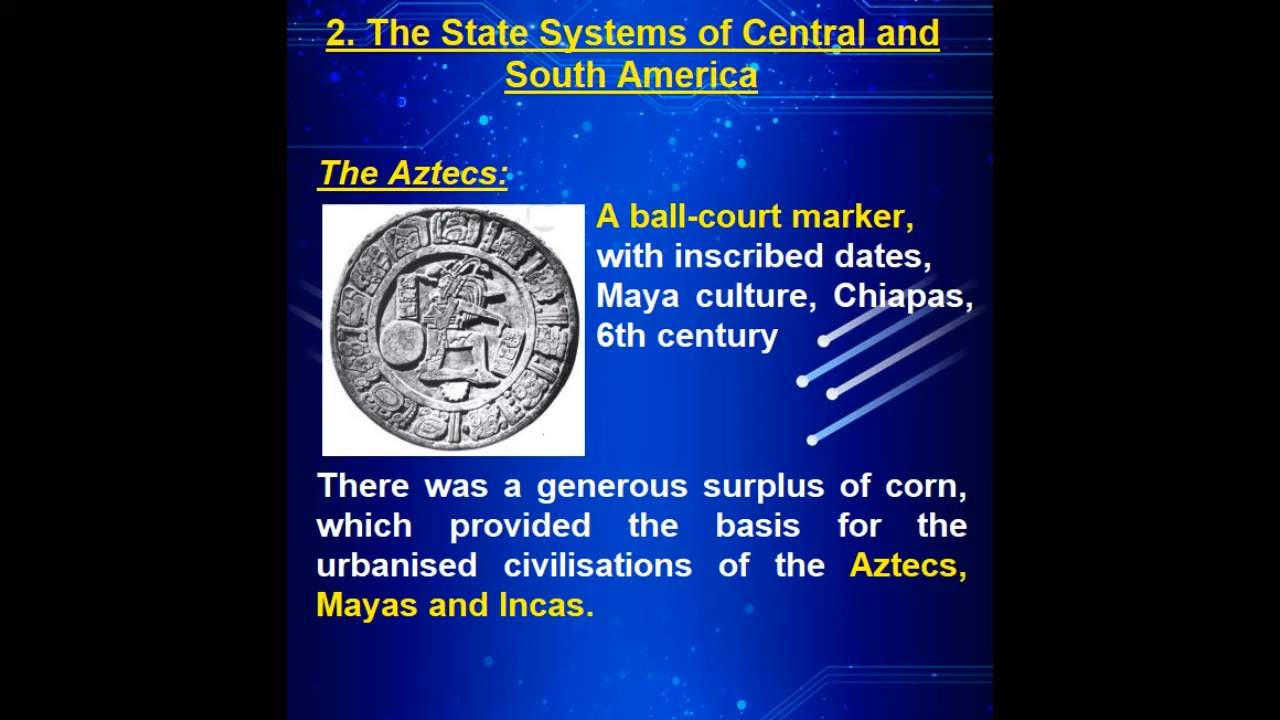 2. The State Systems of Central and
South America
The Aztecs:
A ball-court marker,
with inscribed dates,
Maya culture, Chiapas,
6th century
There was a generous surplus of corn,
which provided the basis for the
urbanised civilisations of the Aztecs,
Mayas and Incas.